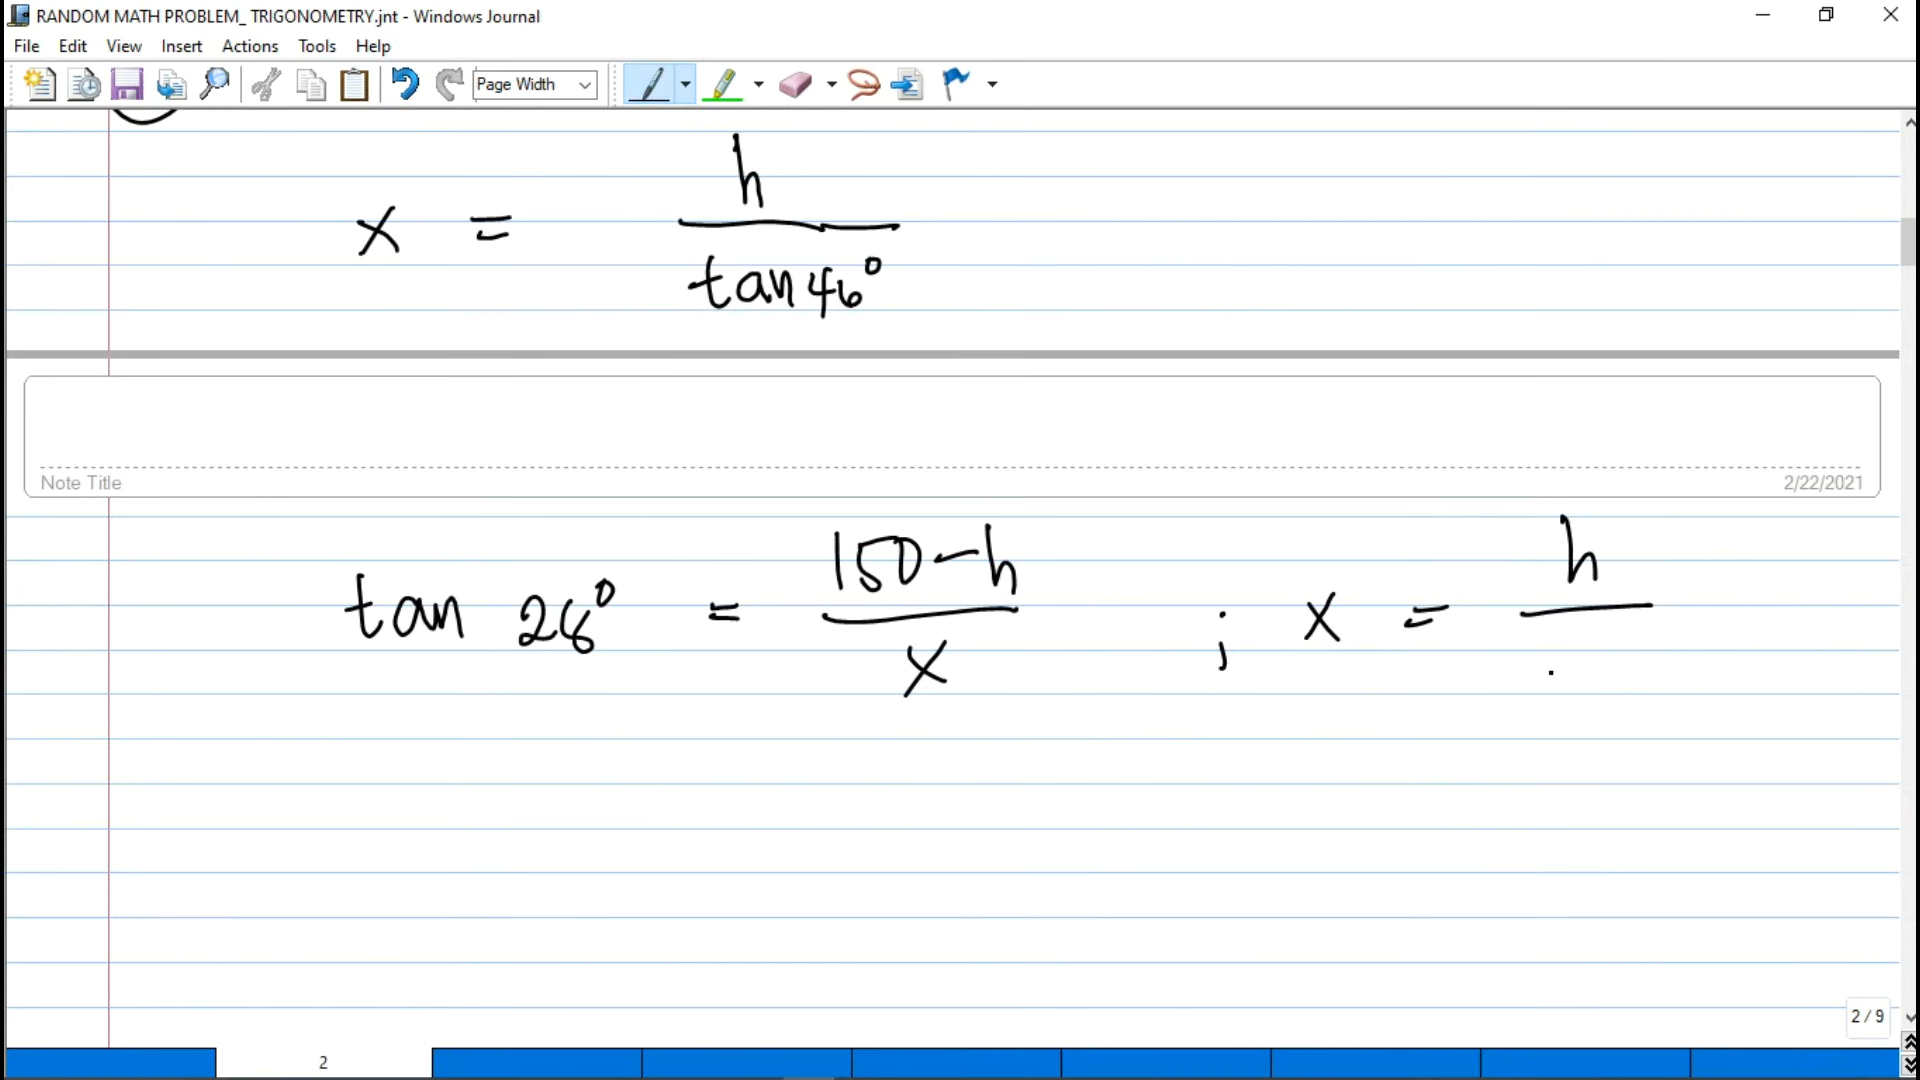 RANDOM MATH PROBLEM_ TRIGONOMETRY.jnt - Windows Journal
File Edit View Insert Actions Tools Help
Page Width
x = h / tan 46°
Note Title 2/22/2021
tan 28° = 150-h / x ; x = h /
2 / 9
2